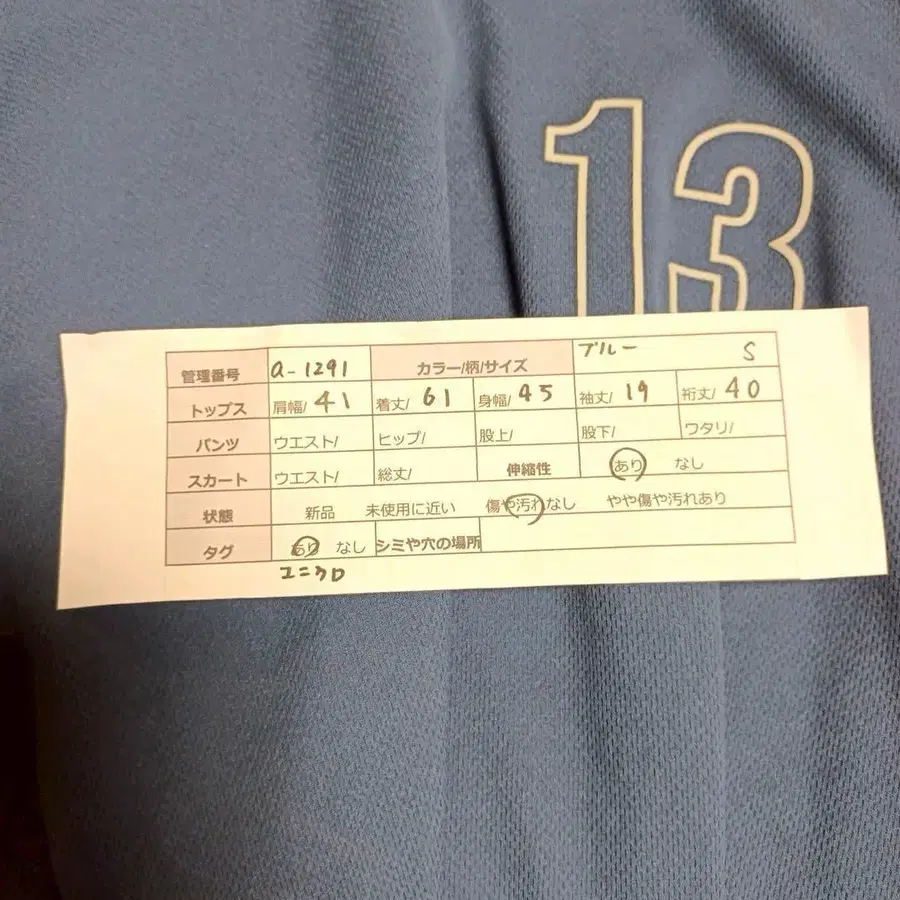 13
管理番号 a-1291 カラー/柄/サイズ ブルー S
トップス 肩幅/ 41 着丈/ 61 身幅/ 45 袖丈/ 19 裄丈/ 40
パンツ ウエスト/ ヒップ/ 股上/ 股下/ ワタリ/
スカート ウエスト/ 総丈/ 伸縮性 あり なし
状態 新品 未使用に近い 傷や汚れなし やや傷や汚れあり
タグ あり なし シミや穴の場所
ユニクロ